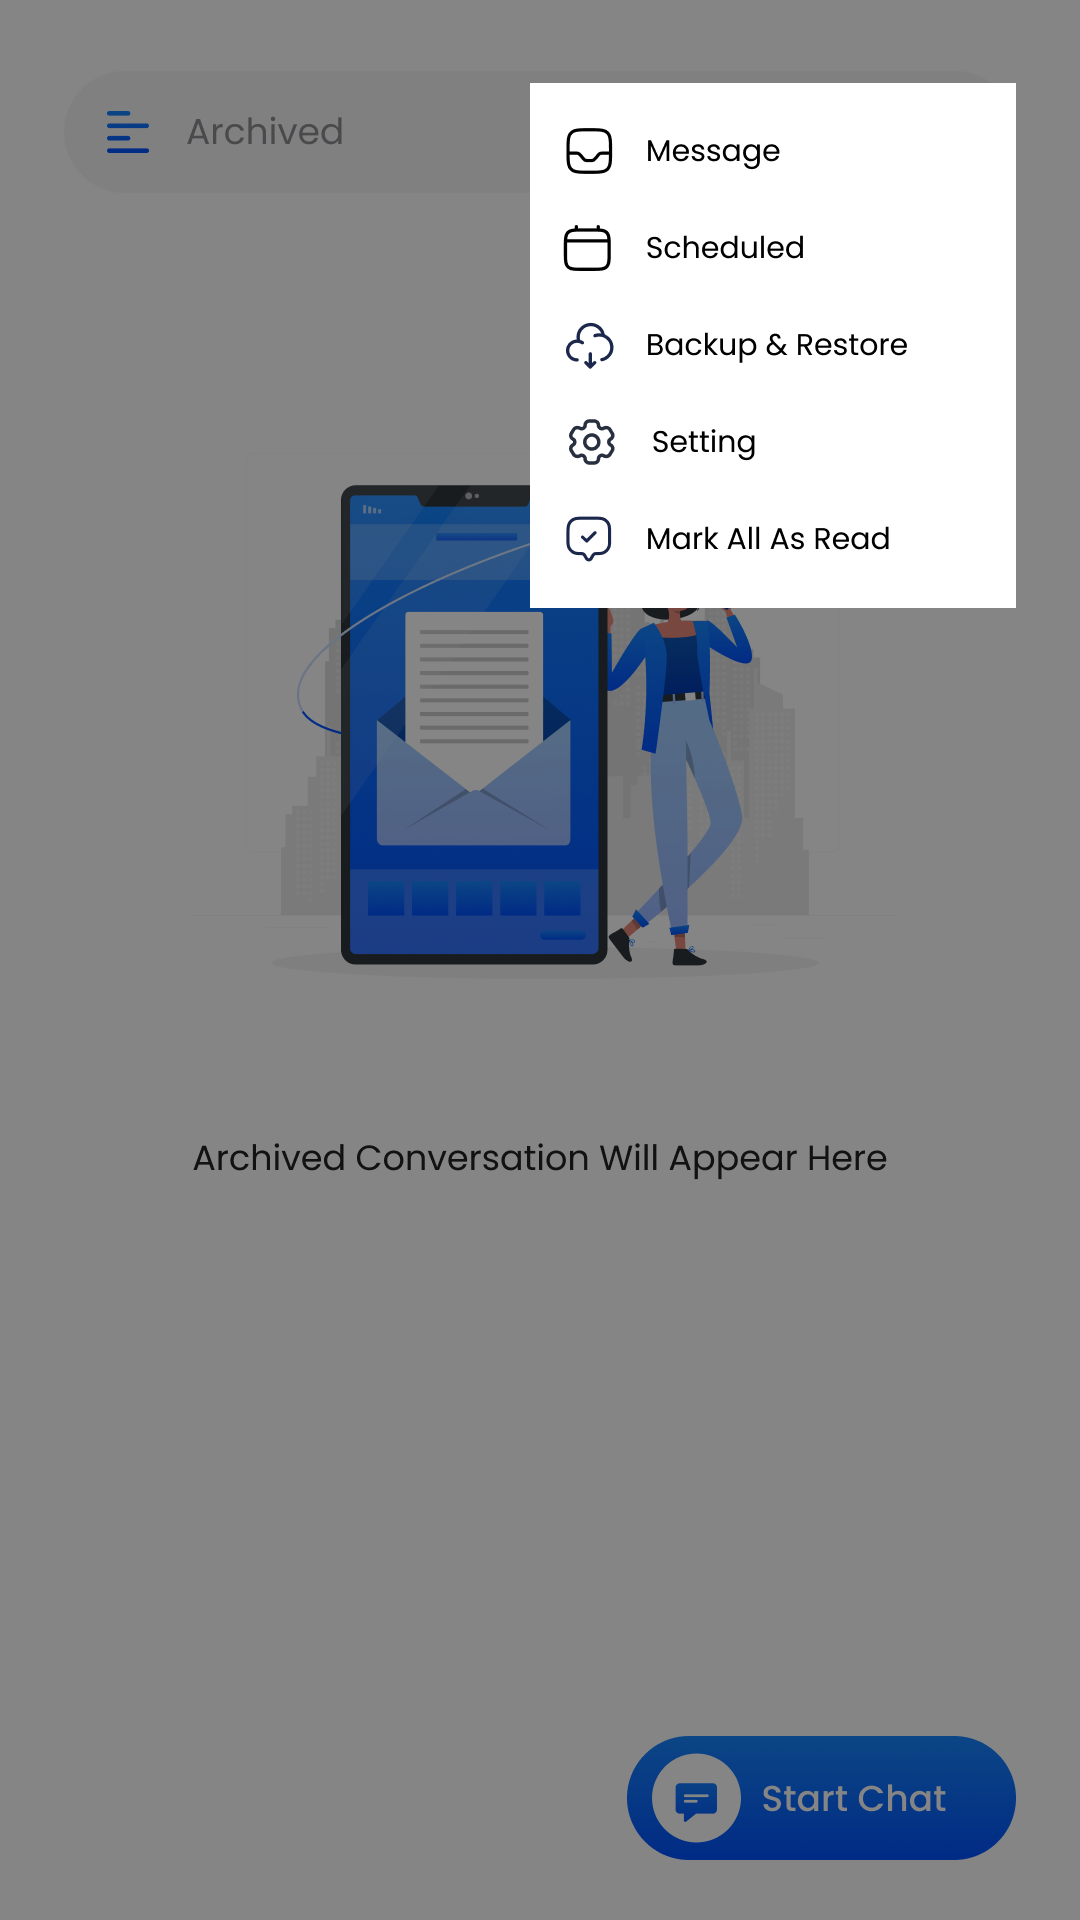 Archived
Message
Scheduled
Backup & Restore
Setting
Mark All As Read
Archived Conversation Will Appear Here
Start Chat